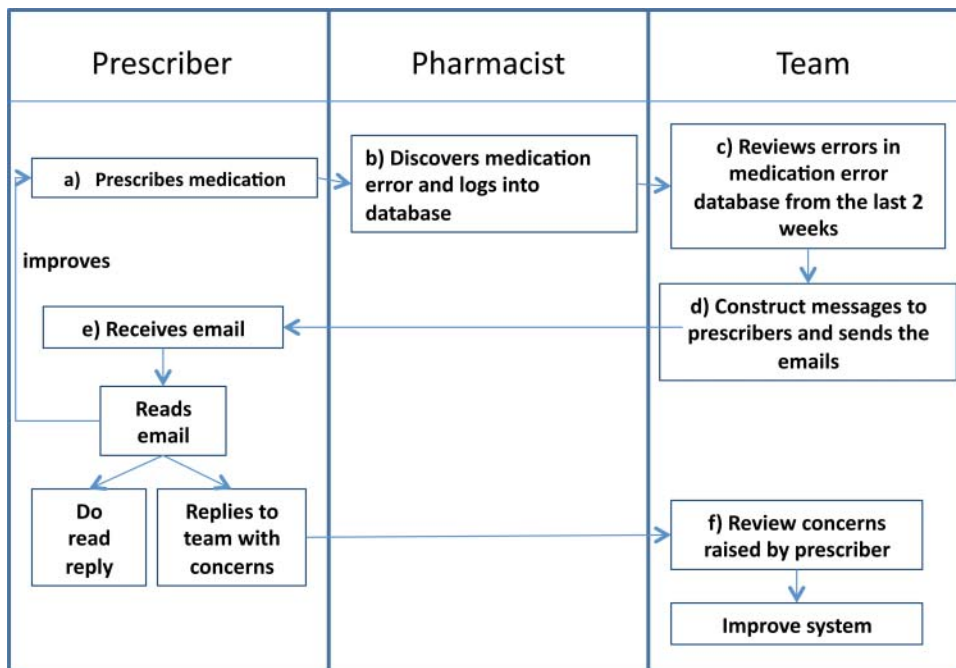 Prescriber
Pharmacist
Team
a) Prescribes medication
b) Discovers medication
error and logs into
database
c) Reviews errors in
medication error
database from the last 2
weeks
improves
d) Construct messages to
prescribers and sends the
emails
e) Receives email
Reads
email
Do
read
reply
Replies to
team with
concerns
f) Review concerns
raised by prescriber
Improve system